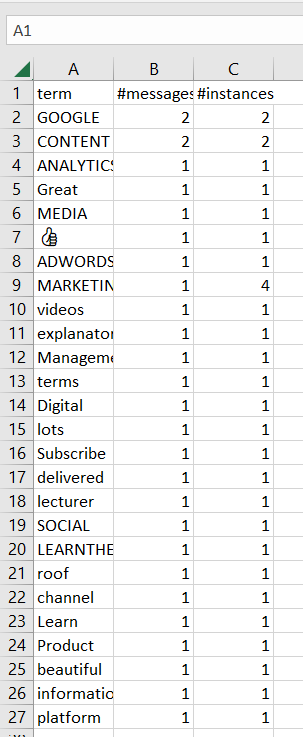 A1
A B C
1 term #messages #instances
2 GOOGLE 2 2
3 CONTENT 2 2
4 ANALYTICS 1 1
5 Great 1 1
6 MEDIA 1 1
7 👍 1 1
8 ADWORDS 1 1
9 MARKETIN 1 4
10 videos 1 1
11 explanator 1 1
12 Manageme 1 1
13 terms 1 1
14 Digital 1 1
15 lots 1 1
16 Subscribe 1 1
17 delivered 1 1
18 lecturer 1 1
19 SOCIAL 1 1
20 LEARNTHE 1 1
21 roof 1 1
22 channel 1 1
23 Learn 1 1
24 Product 1 1
25 beautiful 1 1
26 informatio 1 1
27 platform 1 1